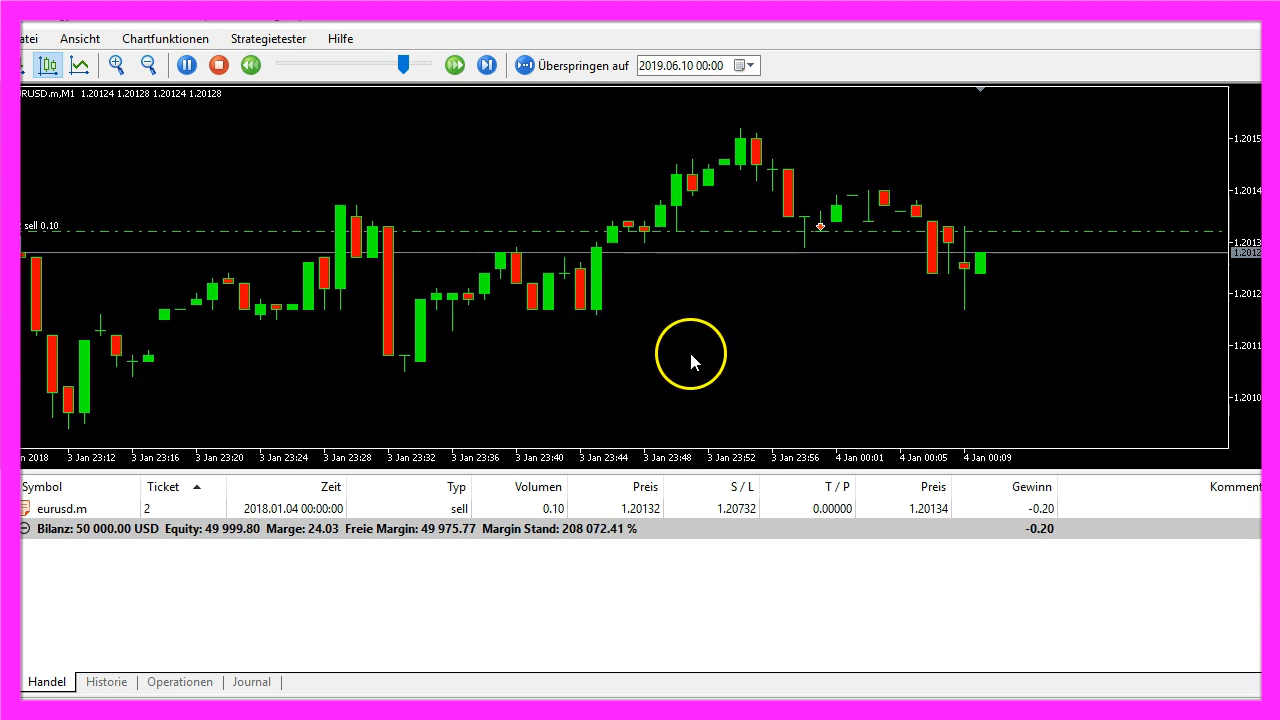 atei Ansicht Chartfunktionen Strategietester Hilfe
Überspringen auf 2019.06.10 00:00
RUSD.m,M1 1.20124 1.20128 1.20124 1.20128
1.2015
1.2014
sell 0.10
1.2013
1.2012
1.2012
1.2011
1.2010
n 2018 3 Jan 23:12 3 Jan 23:16 3 Jan 23:20 3 Jan 23:24 3 Jan 23:28 3 Jan 23:32 3 Jan 23:36 3 Jan 23:40 3 Jan 23:44 3 Jan 23:48 3 Jan 23:52 3 Jan 23:56 4 Jan 00:01 4 Jan 00:05 4 Jan 00:09
Symbol Ticket Zeit Typ Volumen Preis S / L T / P Preis Gewinn Komment
eurusd.m 2 2018.01.04 00:00:00 sell 0.10 1.20132 1.20732 0.00000 1.20134 -0.20
Bilanz: 50 000.00 USD Equity: 49 999.80 Marge: 24.03 Freie Margin: 49 975.77 Margin Stand: 208 072.41 % -0.20
Handel Historie Operationen Journal